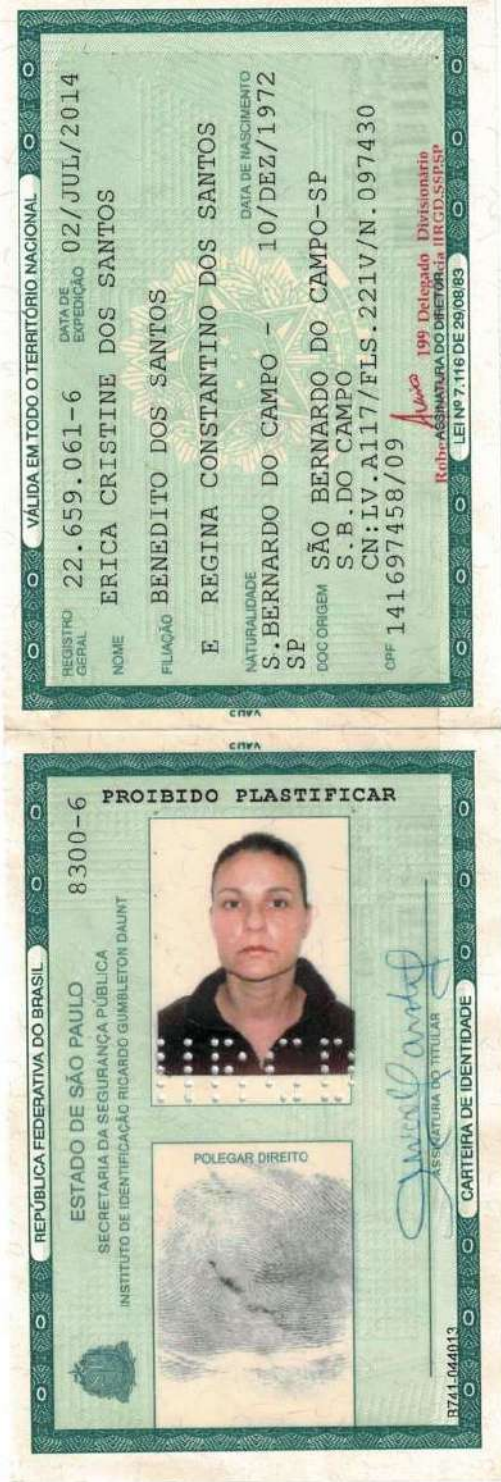 REPÚBLICA FEDERATIVA DO BRASIL
ESTADO DE SÃO PAULO
8300-6
SECRETARIA DA SEGURANÇA PÚBLICA
INSTITUTO DE IDENTIFICAÇÃO RICARDO GUMBLETON DAUNT
PROIBIDO PLASTIFICAR
POLEGAR DIREITO
ASSINATURA DO TITULAR
B741-044013
CARTEIRA DE IDENTIDADE
VÁLIDA EM TODO O TERRITÓRIO NACIONAL
REGISTRO GERAL 22.659.061-6 DATA DE EXPEDIÇÃO 02/JUL/2014
NOME ERICA CRISTINE DOS SANTOS
FILIAÇÃO BENEDITO DOS SANTOS
E REGINA CONSTANTINO DOS SANTOS
NATURALIDADE DATA DE NASCIMENTO
S.BERNARDO DO CAMPO - 10/DEZ/1972
SP
DOC ORIGEM SÃO BERNARDO DO CAMPO-SP
S.B.DO CAMPO
CN:LV.A117/FLS.221V/N.097430
CPF 141697458/09
199 Delegado Divisionário
IIRGD.SSP.SP
ASSINATURA DO DIRETOR
LEI Nº 7.116 DE 29/08/83